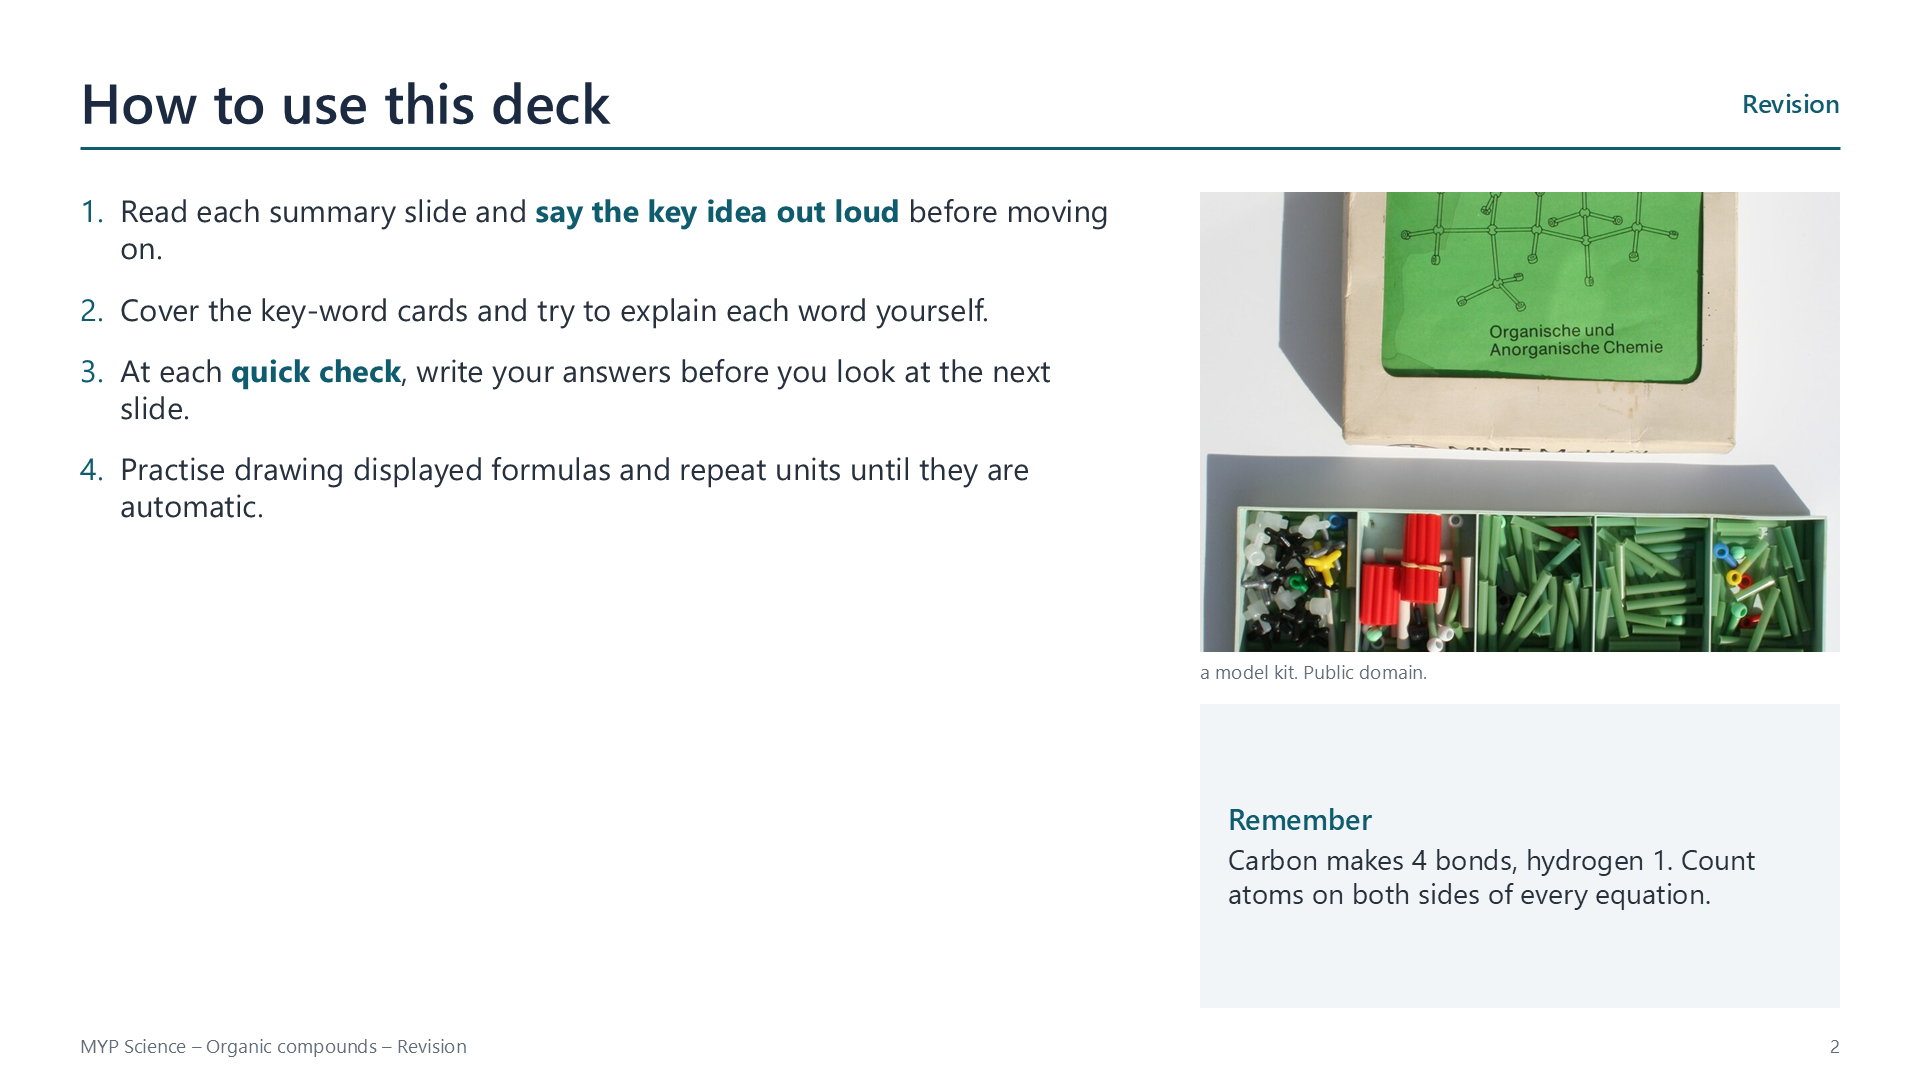 How to use this deck
Revision
1. Read each summary slide and say the key idea out loud before moving
on.
2. Cover the key-word cards and try to explain each word yourself.
3. At each quick check, write your answers before you look at the next
slide.
4. Practise drawing displayed formulas and repeat units until they are
automatic.
Organische und
Anorganische Chemie
a model kit. Public domain.
Remember
Carbon makes 4 bonds, hydrogen 1. Count
atoms on both sides of every equation.
MYP Science – Organic compounds – Revision
2